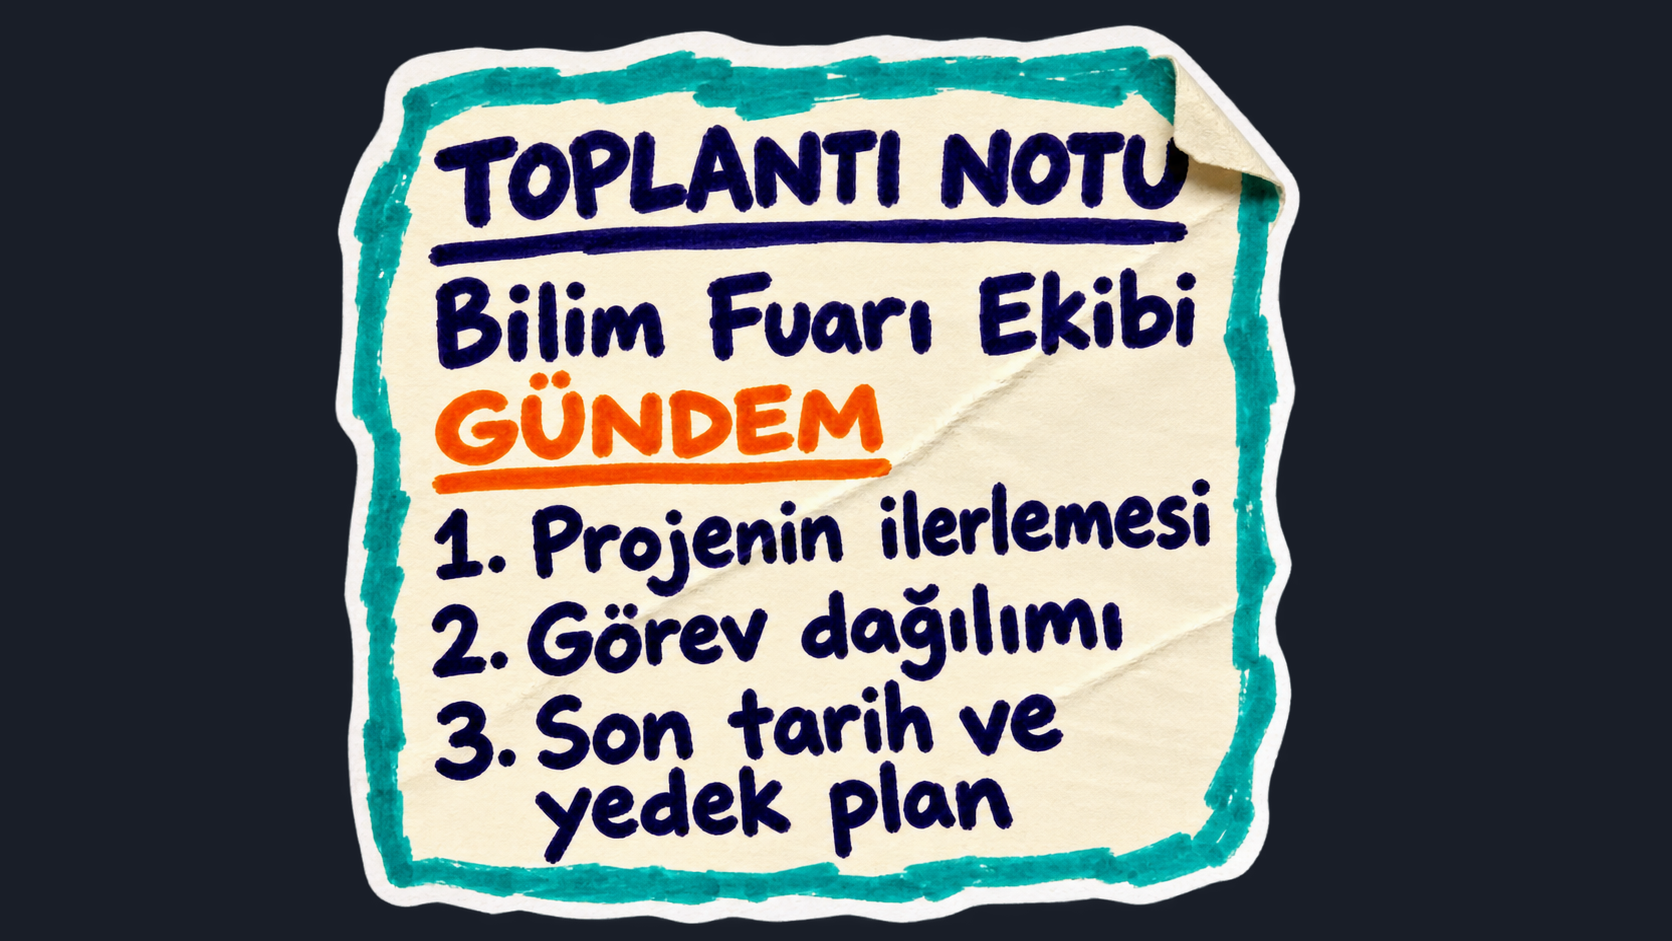 TOPLANTI NOTU
Bilim Fuarı Ekibi
GÜNDEM
1. Projenin ilerlemesi
2. Görev dağılımı
3. Son tarih ve
yedek plan